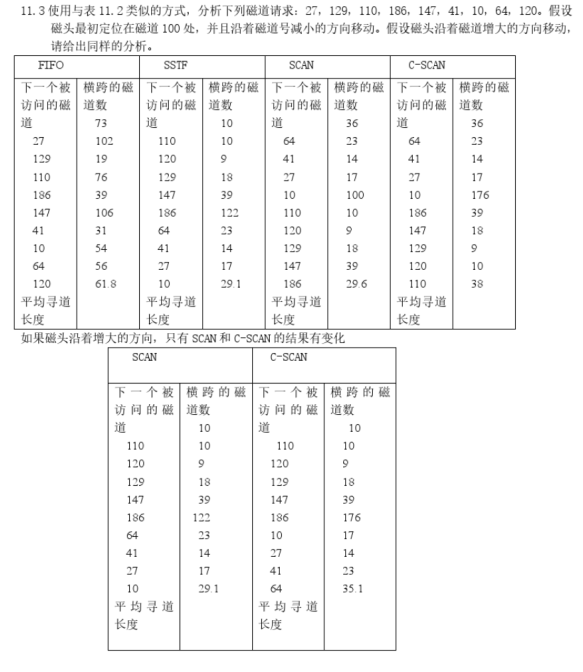 11.3 使用与表 11.2 类似的方式，分析下列磁道请求：27，129，110，186，147，41，10，64，120。假设
磁头最初定位在磁道 100 处，并且沿着磁道号减小的方向移动。假设磁头沿着磁道增大的方向移动，
请给出同样的分析。
FIFO SSTF SCAN C-SCAN
下一个被 横跨的磁 下一个被 横跨的磁 下一个被 横跨的磁 下一个被 横跨的磁
访问的磁 道数 访问的磁 道数 访问的磁 道数 访问的磁 道数
道 73 道 10 道 36 道 36
27 102 110 10 64 23 64 23
129 19 120 9 41 14 41 14
110 76 129 18 27 17 27 17
186 39 147 39 10 100 10 176
147 106 186 122 110 10 186 39
41 31 64 23 120 9 147 18
10 54 41 14 129 18 129 9
64 56 27 17 147 39 120 10
120 61.8 10 29.1 186 29.6 110 38
平均寻道 平均寻道 平均寻道 平均寻道
长度 长度 长度 长度
如果磁头沿着增大的方向，只有 SCAN 和 C-SCAN 的结果有变化
SCAN C-SCAN
下一个被 横跨的磁 下一个被 横跨的磁
访问的磁 道数 访问的磁 道数
道 10 道 10
110 10 110 10
120 9 120 9
129 18 129 18
147 39 147 39
186 122 186 176
64 23 10 17
41 14 27 14
27 17 41 23
10 29.1 64 35.1
平均寻道 平均寻道
长度 长度